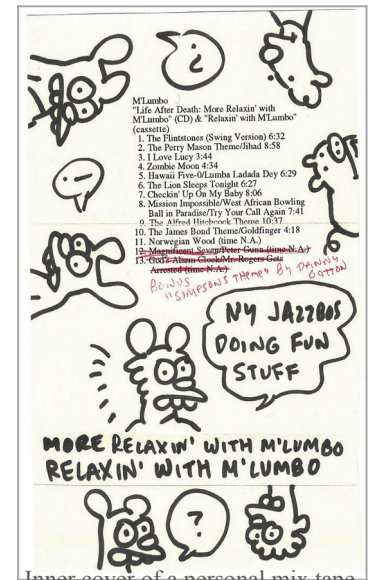 M'Lumbo
"Life After Death: More Relaxin' with
M'Lumbo" (CD) & "Relaxin' with M'Lumbo"
(cassette)
1. The Flintstones (Swing Version) 6:32
2. The Perry Mason Theme/Jihad 8:58
3. I Love Lucy 3:44
4. Zombie Moon 4:34
5. Hawaii Five-0/Lumba Ladada Dey 6:29
6. The Lion Sleeps Tonight 6:27
7. Checkin' Up On My Baby 8:06
8. Mission Impossible/West African Bowling
Ball in Paradise/Try Your Call Again 7:41
9. The Alfred Hitchcock Theme 10:37
10. The James Bond Theme/Goldfinger 4:18
11. Norwegian Wood (time N.A.)
12. Magnificent Seven/Peter Gunn (time N.A.)
13. God's Alarm Clock/Mr. Rogers Gets
Arrested (time N.A.)
BONUS
"SIMPSONS THEME" BY DANNY
GATTON
NY JAZZBOS
DOING FUN
STUFF
MORE RELAXIN' WITH M'LUMBO
RELAXIN' WITH M'LUMBO
?
Inner cover of a personal mix tape